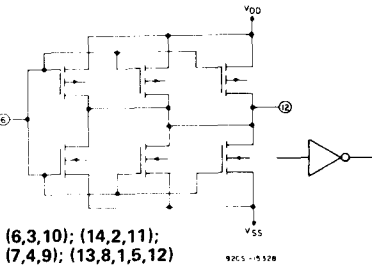 VDD
6
12
VSS
(6,3,10); (14,2,11);
(7,4,9); (13,8,1,5,12)
92CS-15328